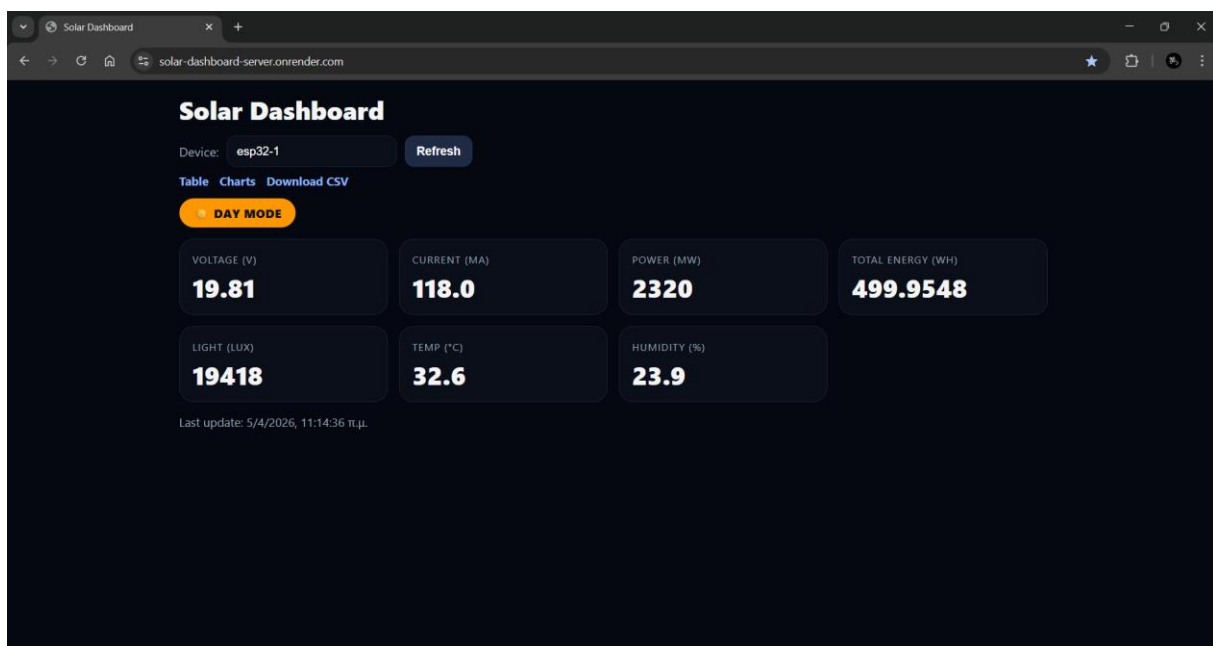 Solar Dashboard
solar-dashboard-server.onrender.com
Solar Dashboard
Device: esp32-1 Refresh
Table Charts Download CSV
DAY MODE
VOLTAGE (V) CURRENT (MA) POWER (MW) TOTAL ENERGY (WH)
19.81 118.0 2320 499.9548
LIGHT (LUX) TEMP (°C) HUMIDITY (%)
19418 32.6 23.9
Last update: 5/4/2026, 11:14:36 π.μ.